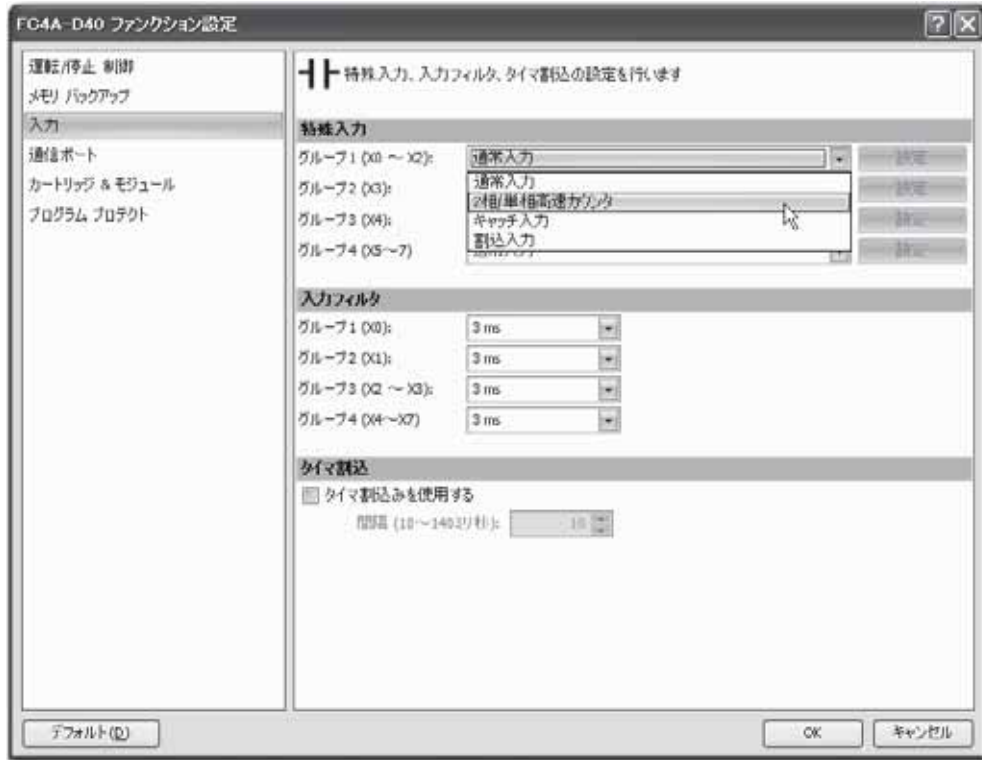 FC4A-D40 ファンクション設定
運転/停止 制御
メモリ バックアップ
入力
通信ポート
カートリッジ & モジュール
プログラム プロテクト
特殊入力、入力フィルタ、タイマ割込の設定を行います
特殊入力
グループ1 (X0 ～ X2):
通常入力
設定
通常入力
2相/単相高速カウンタ
キャッチ入力
割込入力
グループ2 (X3):
設定
グループ3 (X4):
設定
グループ4 (X5～7)
設定
入力フィルタ
グループ1 (X0):
3 ms
グループ2 (X1):
3 ms
グループ3 (X2 ～ X3):
3 ms
グループ4 (X4～X7)
3 ms
タイマ割込
タイマ割込みを使用する
間隔 (10～140ミリ秒):
10
デフォルト(D)
OK
キャンセル